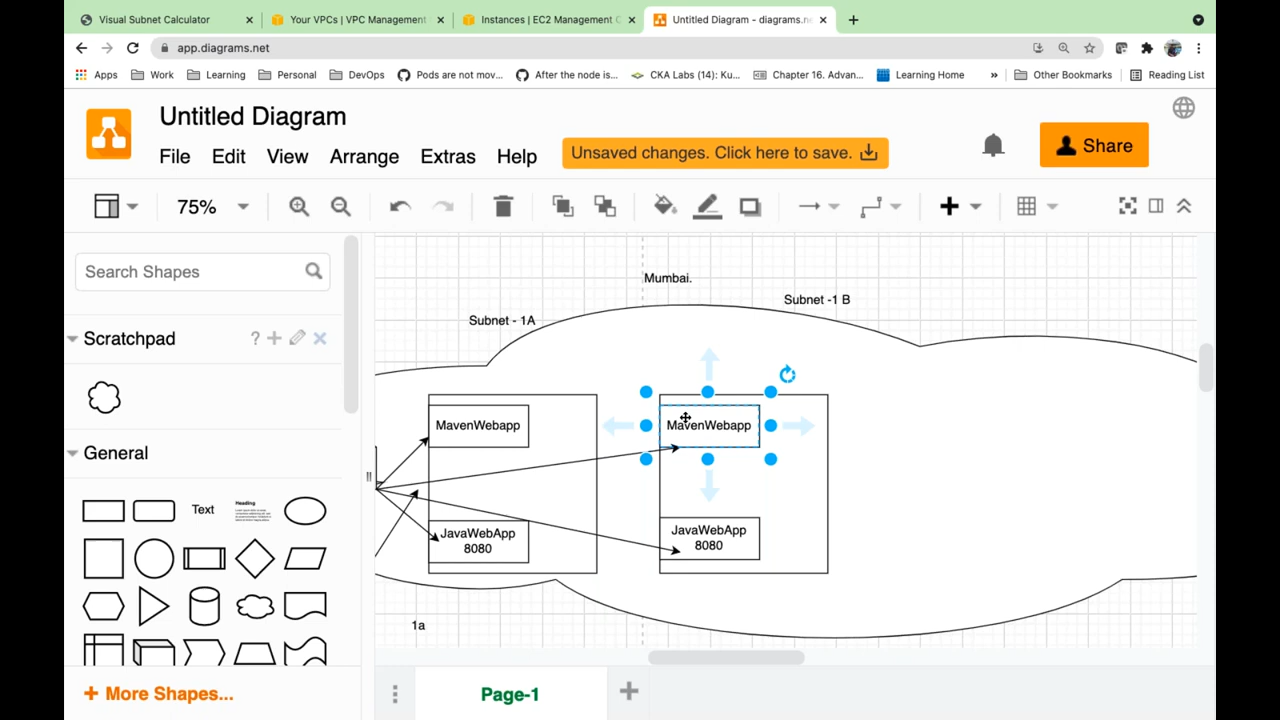 Visual Subnet Calculator
Your VPCs | VPC Management
Instances | EC2 Management C
Untitled Diagram - diagrams.n
app.diagrams.net
Apps
Work
Learning
Personal
DevOps
Pods are not mov...
After the node is...
CKA Labs (14): Ku...
Chapter 16. Advan...
Learning Home
»
Other Bookmarks
Reading List
Untitled Diagram
File
Edit
View
Arrange
Extras
Help
Unsaved changes. Click here to save.
Share
75%
Search Shapes
Scratchpad
?
General
Text
Heading
More Shapes...
Mumbai.
Subnet -1 B
Subnet - 1A
MavenWebapp
MavenWebapp
JavaWebApp
8080
JavaWebApp
8080
1a
Page-1